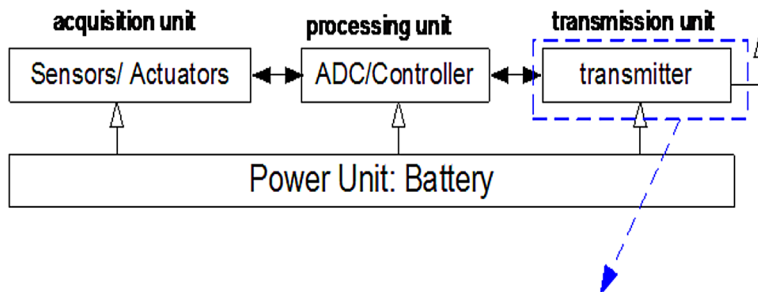 acquisition unit
processing unit
transmission unit
Sensors/ Actuators
ADC/Controller
transmitter
Power Unit: Battery